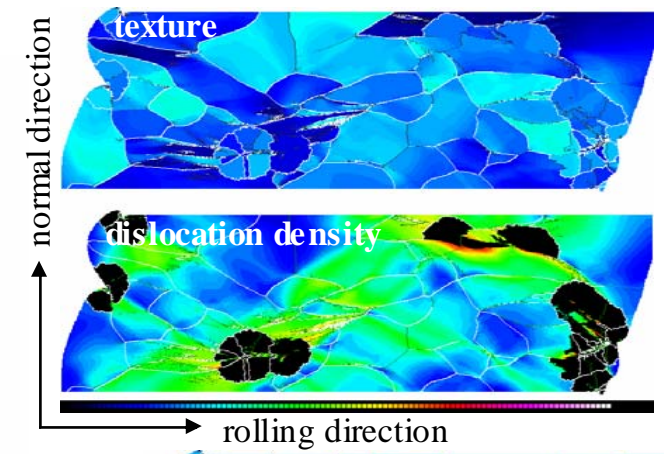 texture
dislocation density
normal direction
rolling direction